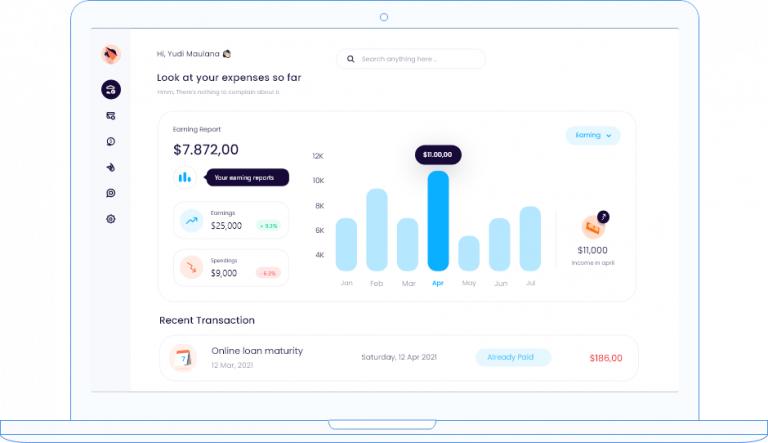 Hi, Yudi Maulana
Search anything here ..
Look at your expenses so far
Hmm, There's nothing to complain about it.
Earning Report
$7.872,00
Your earning reports
Earnings
$25,000
+ 9.3%
Spendings
$9,000
- 6.3%
Earning
12K
10K
8K
6K
4K
$11.00,00
Jan
Feb
Mar
Apr
May
Jun
Jul
$11,000
Income in april
Recent Transaction
Online loan maturity
12 Mar, 2021
Saturday, 12 Apr 2021
Already Paid
$186,00